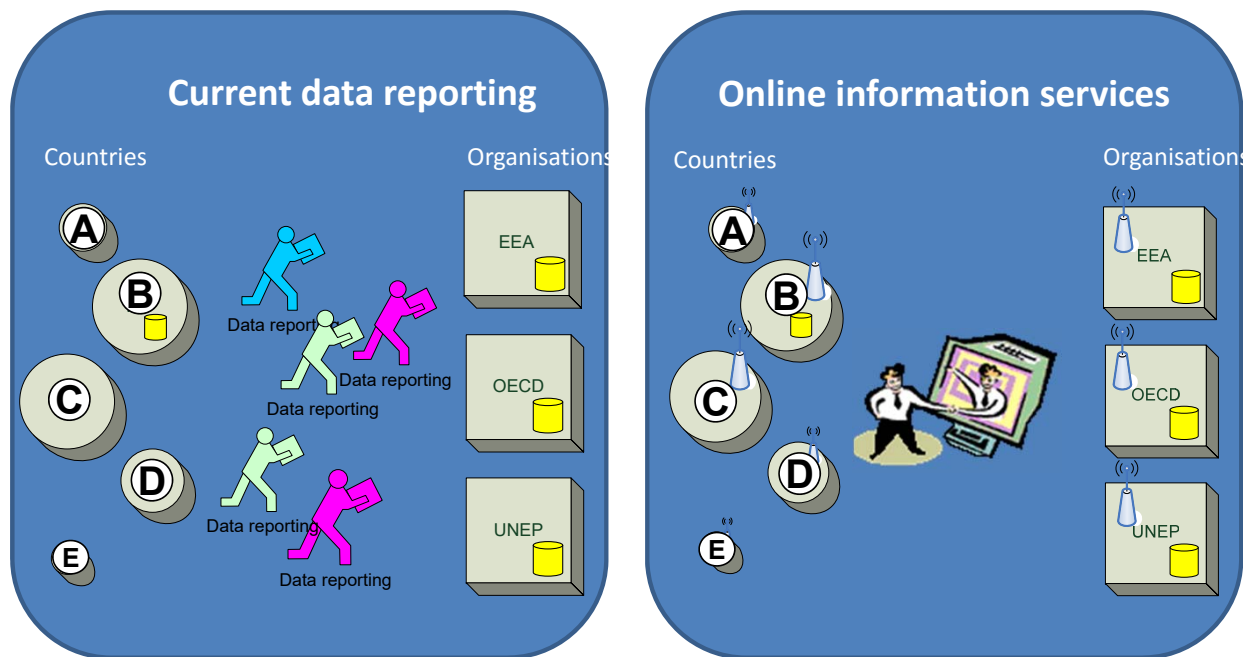 Current data reporting
Countries
Organisations
A
B
C
D
E
Data reporting
Data reporting
Data reporting
Data reporting
Data reporting
EEA
OECD
UNEP
Online information services
Countries
Organisations
A
B
C
D
E
EEA
OECD
UNEP